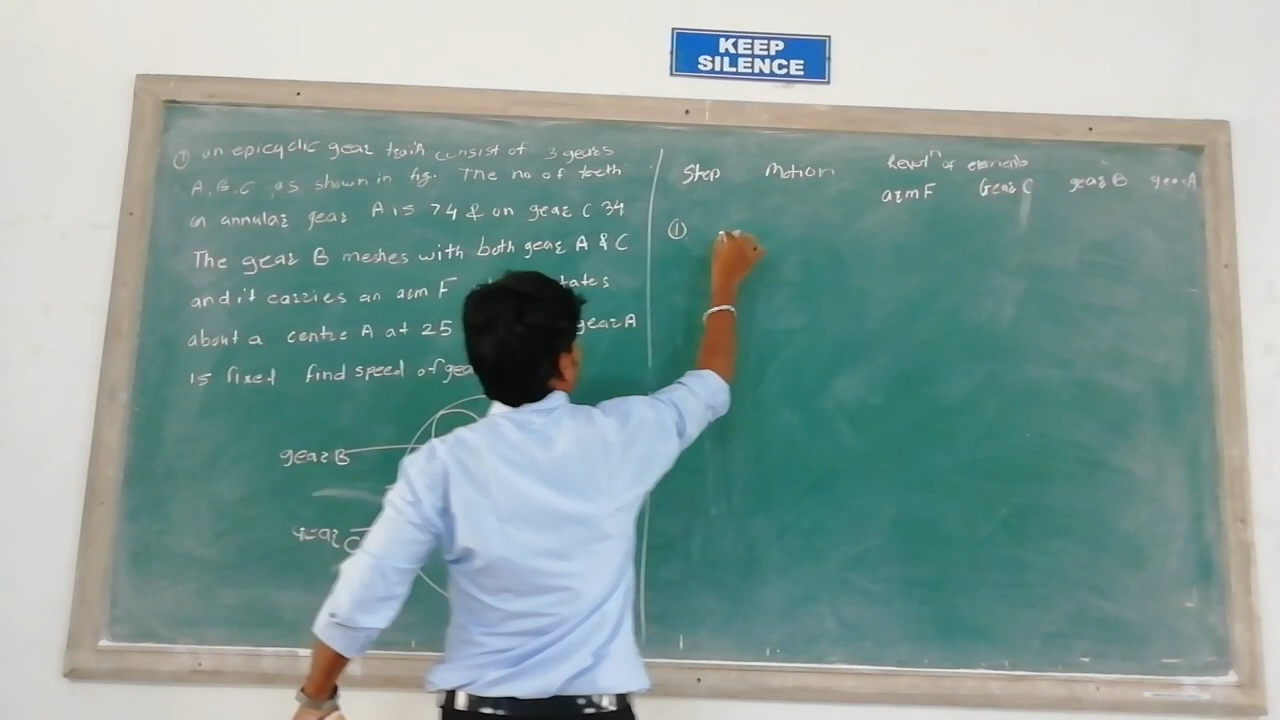 KEEP
SILENCE
① an epicyclic gear train consist of 3 gears
A, B, C as shown in fig. The no of teeth
on annular gear A is 74 & on gear C 34
The gear B meshes with both gear A & C
and it carries an arm F
about a centre A at 25 gear A
is fixed find speed of
gear B
gear C
Step Motion Revolⁿ of elements
arm F Gear C gear B gear A
①